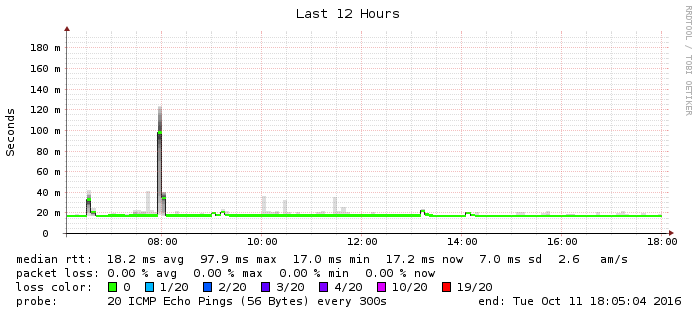 Last 12 Hours
RRDTOOL / TOBI OETIKER
Seconds
180 m
160 m
140 m
120 m
100 m
80 m
60 m
40 m
20 m
0
08:00 10:00 12:00 14:00 16:00 18:00
median rtt: 18.2 ms avg 97.9 ms max 17.0 ms min 17.2 ms now 7.0 ms sd 2.6 am/s
packet loss: 0.00 % avg 0.00 % max 0.00 % min 0.00 % now
loss color: 0 1/20 2/20 3/20 4/20 10/20 19/20
probe: 20 ICMP Echo Pings (56 Bytes) every 300s end: Tue Oct 11 18:05:04 2016